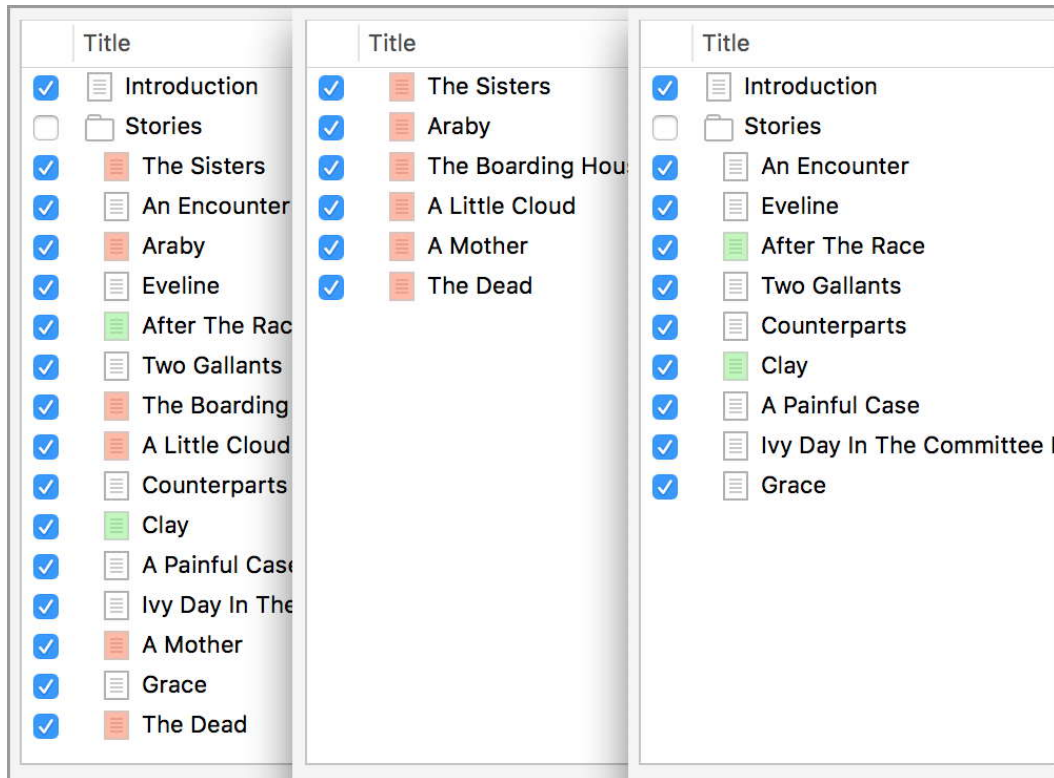 Title
Introduction
Stories
The Sisters
An Encounter
Araby
Eveline
After The Rac
Two Gallants
The Boarding
A Little Cloud
Counterparts
Clay
A Painful Case
Ivy Day In The
A Mother
Grace
The Dead
Title
The Sisters
Araby
The Boarding Hou
A Little Cloud
A Mother
The Dead
Title
Introduction
Stories
An Encounter
Eveline
After The Race
Two Gallants
Counterparts
Clay
A Painful Case
Ivy Day In The Committee
Grace